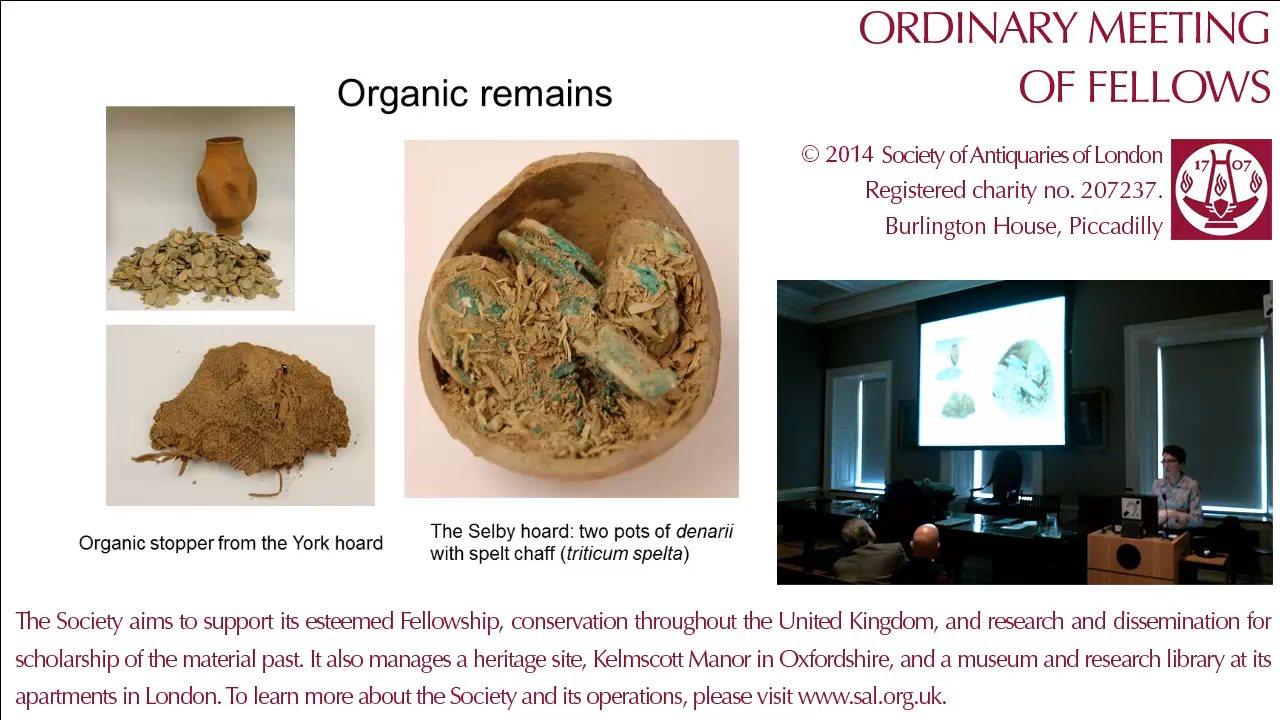 ORDINARY MEETING
OF FELLOWS
Organic remains
© 2014 Society of Antiquaries of London
Registered charity no. 207237.
Burlington House, Piccadilly
17 07
Organic stopper from the York hoard
The Selby hoard: two pots of denarii
with spelt chaff (triticum spelta)
The Society aims to support its esteemed Fellowship, conservation throughout the United Kingdom, and research and dissemination for
scholarship of the material past. It also manages a heritage site, Kelmscott Manor in Oxfordshire, and a museum and research library at its
apartments in London. To learn more about the Society and its operations, please visit www.sal.org.uk.